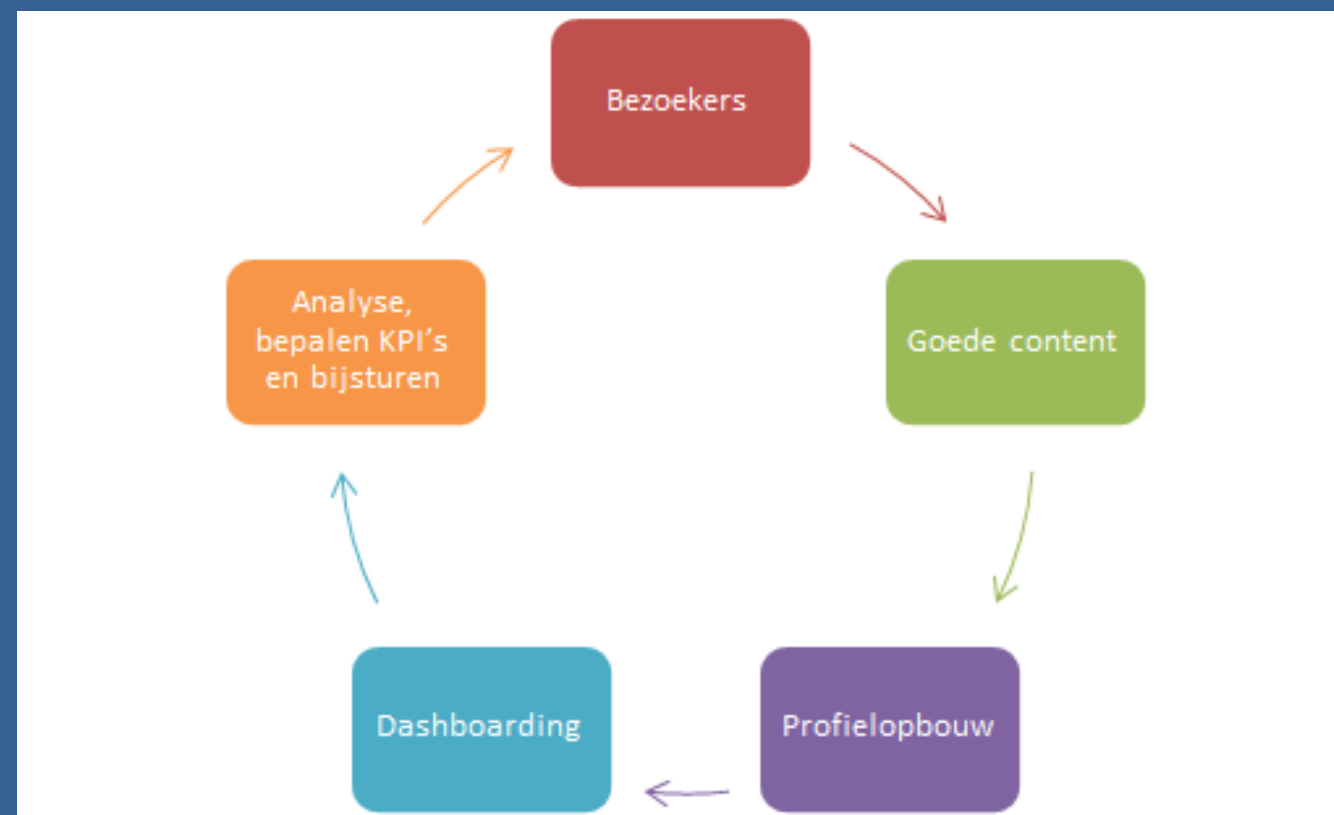 Bezoekers
Goede content
Profielopbouw
Dashboarding
Analyse,
bepalen KPI’s
en bijsturen